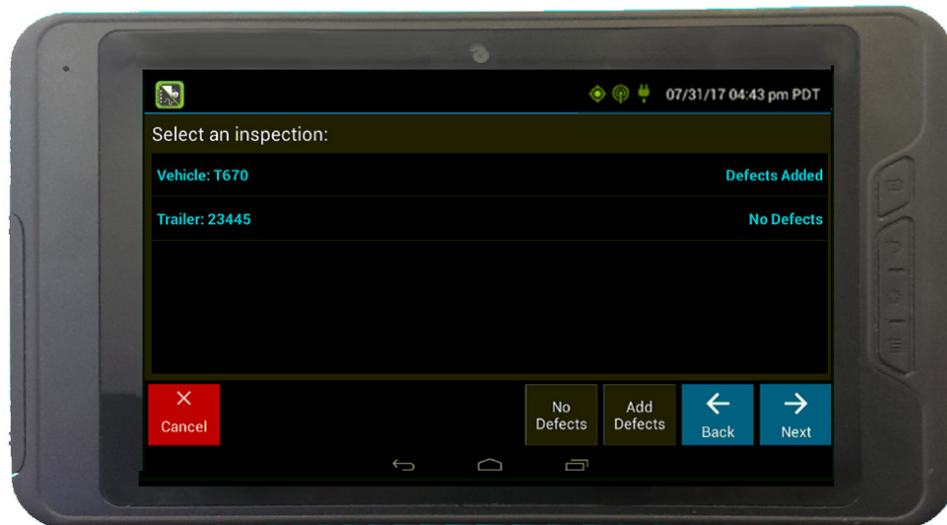 07/31/17 04:43 pm PDT
Select an inspection:
Vehicle: T670
Defects Added
Trailer: 23445
No Defects
Cancel
No
Defects
Add
Defects
Back
Next